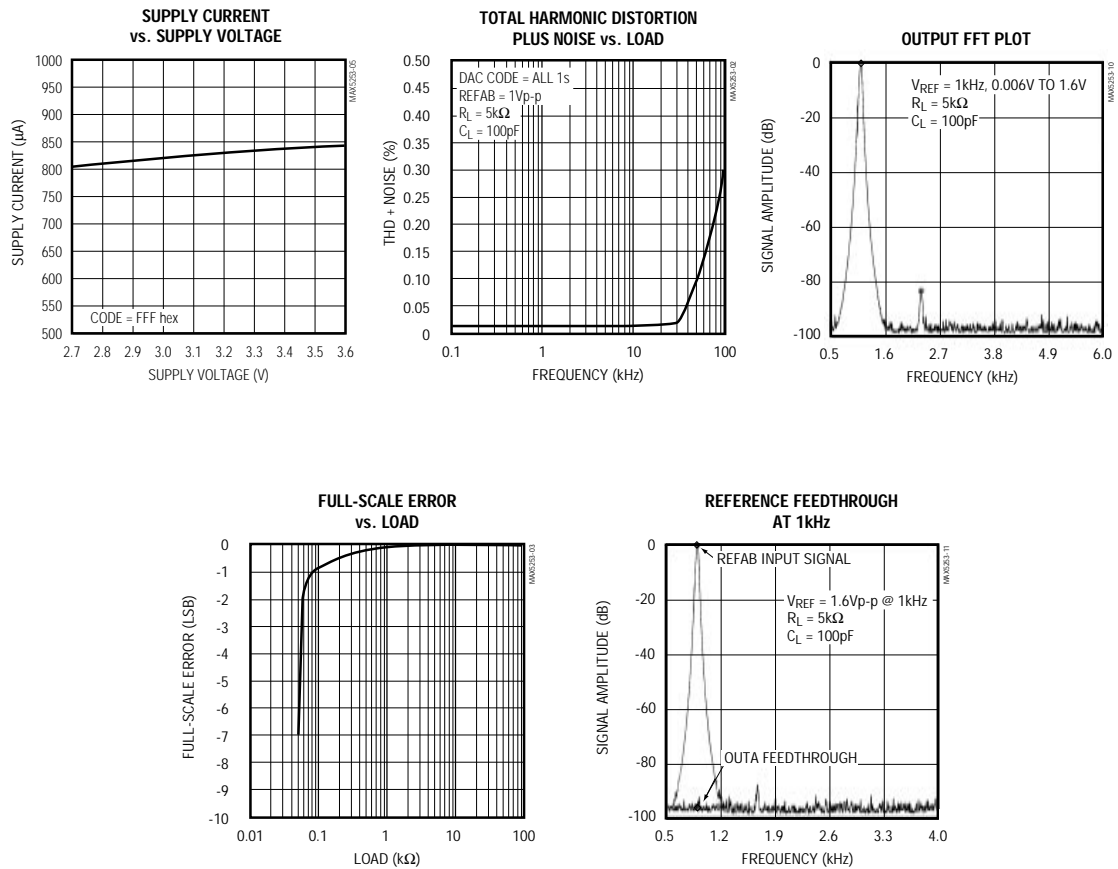 SUPPLY CURRENT
vs. SUPPLY VOLTAGE
1000
950
900
850
800
750
700
650
600
550
500
SUPPLY CURRENT (µA)
CODE = FFF hex
2.7 2.8 2.9 3.0 3.1 3.2 3.3 3.4 3.5 3.6
SUPPLY VOLTAGE (V)
MAX5253-05
TOTAL HARMONIC DISTORTION
PLUS NOISE vs. LOAD
0.50
0.45
0.40
0.35
0.30
0.25
0.20
0.15
0.10
0.05
0
THD + NOISE (%)
DAC CODE = ALL 1s
REFAB = 1Vp-p
RL = 5kΩ
CL = 100pF
0.1 1 10 100
FREQUENCY (kHz)
MAX5253-02
OUTPUT FFT PLOT
0
-20
-40
-60
-80
-100
SIGNAL AMPLITUDE (dB)
VREF = 1kHz, 0.006V TO 1.6V
RL = 5kΩ
CL = 100pF
0.5 1.6 2.7 3.8 4.9 6.0
FREQUENCY (kHz)
MAX5253-10
FULL-SCALE ERROR
vs. LOAD
0
-1
-2
-3
-4
-5
-6
-7
-8
-9
-10
FULL-SCALE ERROR (LSB)
0.01 0.1 1 10 100
LOAD (kΩ)
MAX5253-03
REFERENCE FEEDTHROUGH
AT 1kHz
0
-20
-40
-60
-80
-100
SIGNAL AMPLITUDE (dB)
REFAB INPUT SIGNAL
VREF = 1.6Vp-p @ 1kHz
RL = 5kΩ
CL = 100pF
OUTA FEEDTHROUGH
0.5 1.2 1.9 2.6 3.3 4.0
FREQUENCY (kHz)
MAX5253-11